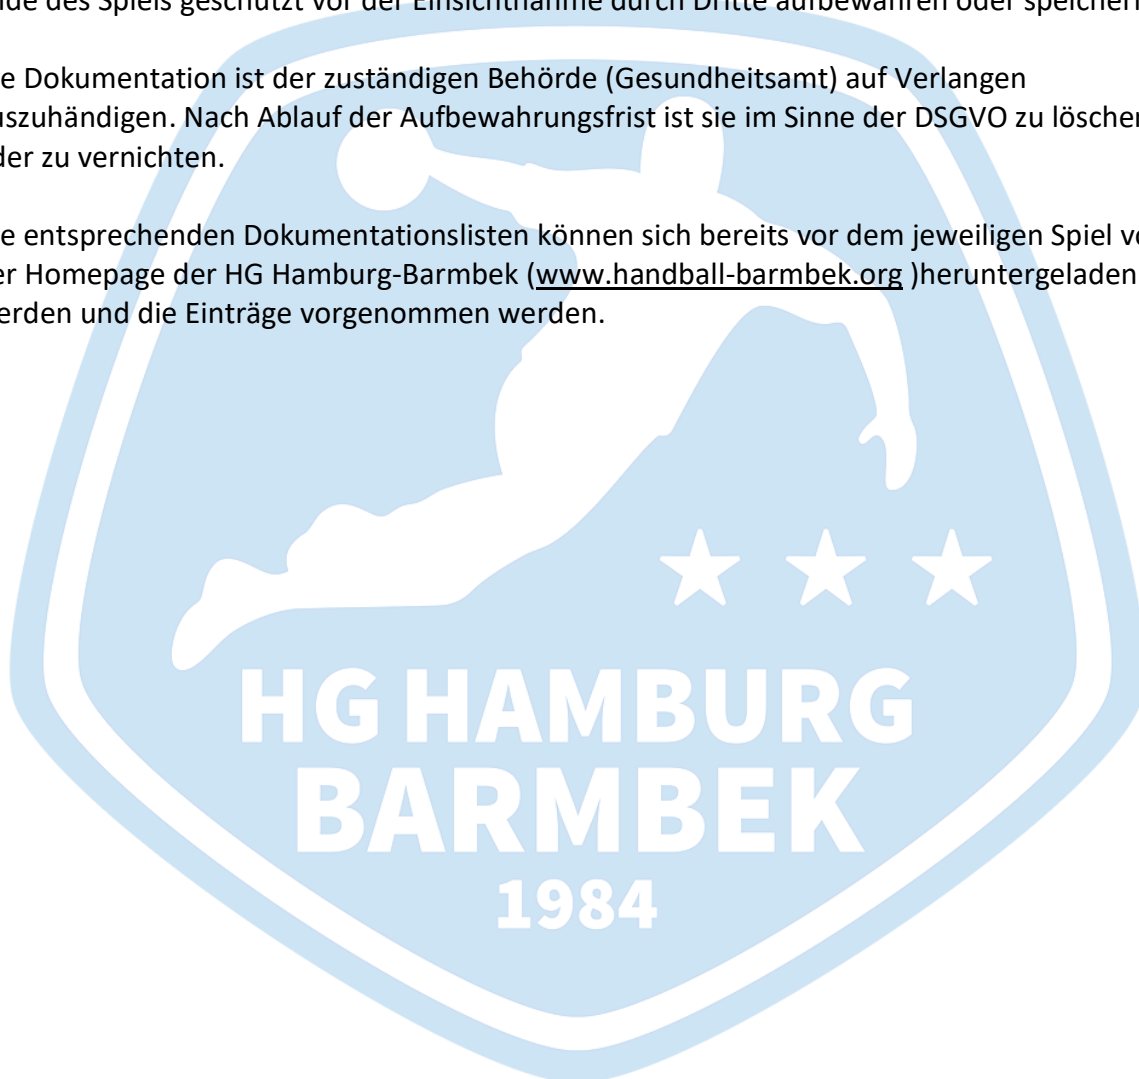 nde des Spiels geschützt vor der Einsichtnahme durch Dritte aufbewahren oder speichern
e Dokumentation ist der zuständigen Behörde (Gesundheitsamt) auf Verlangen
uszuhändigen. Nach Ablauf der Aufbewahrungsfrist ist sie im Sinne der DSGVO zu löschen
der zu vernichten.
e entsprechenden Dokumentationslisten können sich bereits vor dem jeweiligen Spiel vo
er Homepage der HG Hamburg-Barmbek (www.handball-barmbek.org )heruntergeladen
erden und die Einträge vorgenommen werden.
HG HAMBURG
BARMBEK
1984